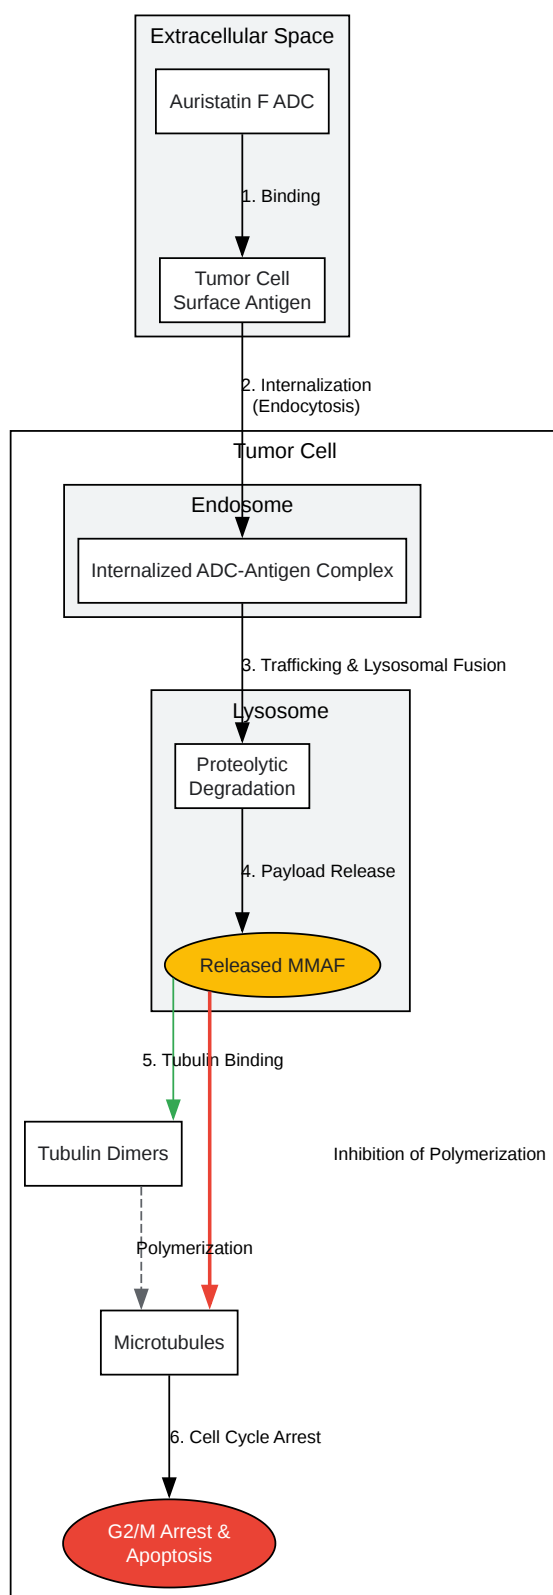 Extracellular Space
Auristatin F ADC
1. Binding
Tumor Cell
Surface Antigen
2. Internalization
(Endocytosis)
Tumor Cell
Endosome
Internalized ADC-Antigen Complex
3. Trafficking & Lysosomal Fusion
Lysosome
Proteolytic
Degradation
4. Payload Release
Released MMAF
5. Tubulin Binding
Tubulin Dimers
Inhibition of Polymerization
Polymerization
Microtubules
6. Cell Cycle Arrest
G2/M Arrest &
Apoptosis